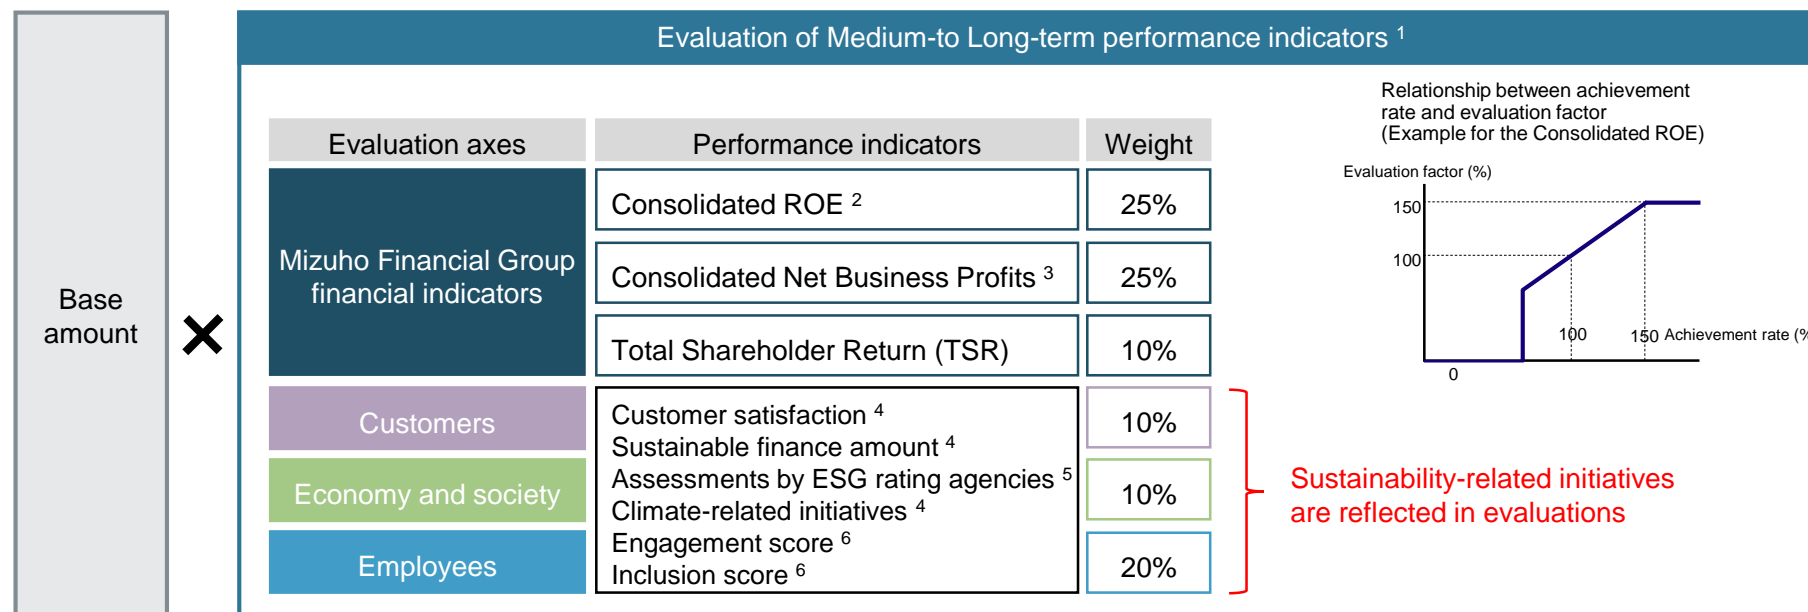 Evaluation of Medium-to Long-term performance indicators 1
Base
amount
×
Evaluation axes
Performance indicators
Weight
Mizuho Financial Group
financial indicators
Consolidated ROE 2
25%
Consolidated Net Business Profits 3
25%
Total Shareholder Return (TSR)
10%
Customers
Economy and society
Employees
Customer satisfaction 4
Sustainable finance amount 4
Assessments by ESG rating agencies 5
Climate-related initiatives 4
Engagement score 6
Inclusion score 6
10%
10%
20%
Relationship between achievement
rate and evaluation factor
(Example for the Consolidated ROE)
Evaluation factor (%)
150
100
100
150 Achievement rate (%
0
Sustainability-related initiatives
are reflected in evaluations